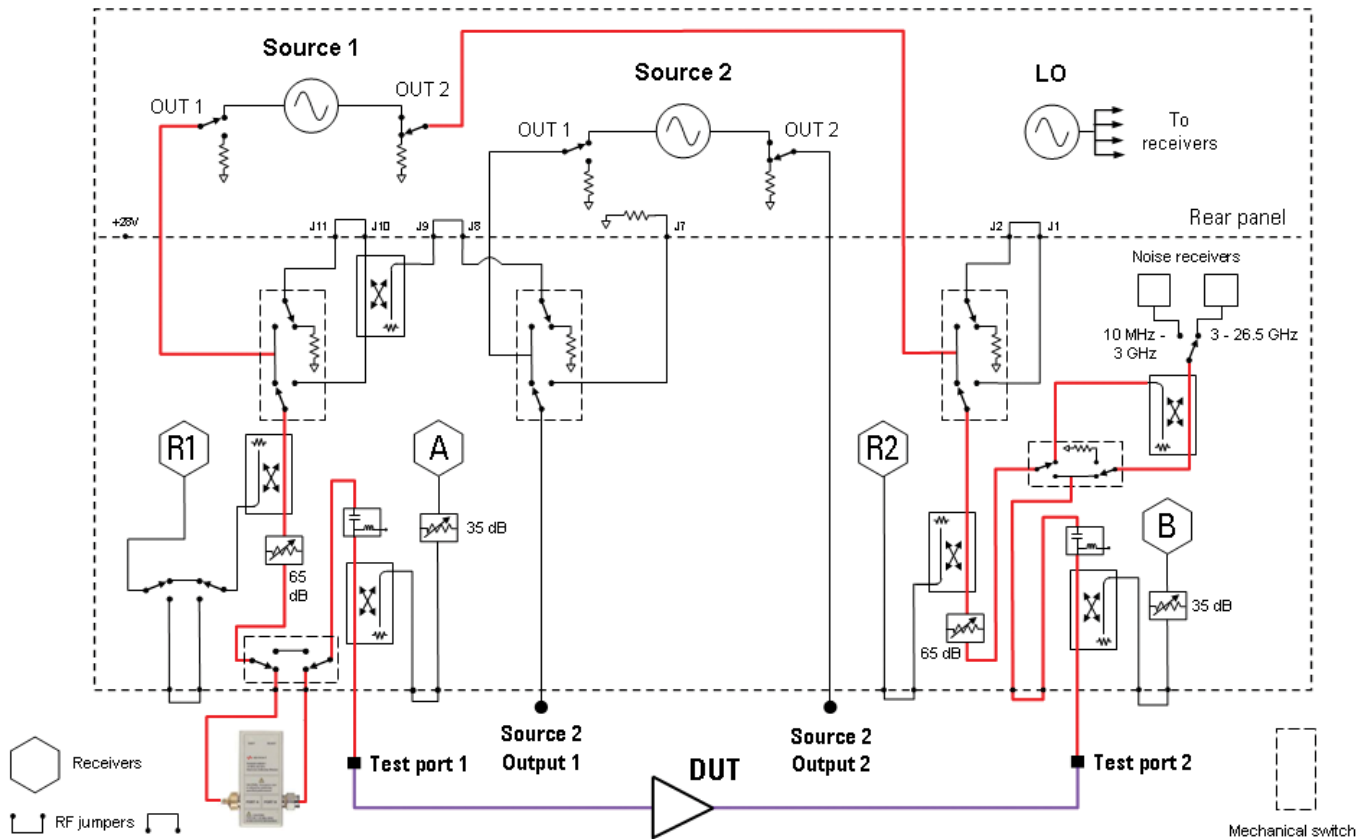 Source 1
OUT 1
OUT 2
Source 2
OUT 1
OUT 2
LO
To
receivers
+28V
J11
J10
J9
J8
J7
J2
J1
Rear panel
Noise receivers
10 MHz -
3 GHz
3 - 26.5 GHz
R1
A
35 dB
65
dB
R2
B
35 dB
65 dB
Source 2
Output 1
Source 2
Output 2
Test port 1
DUT
Test port 2
Receivers
RF jumpers
Mechanical switch